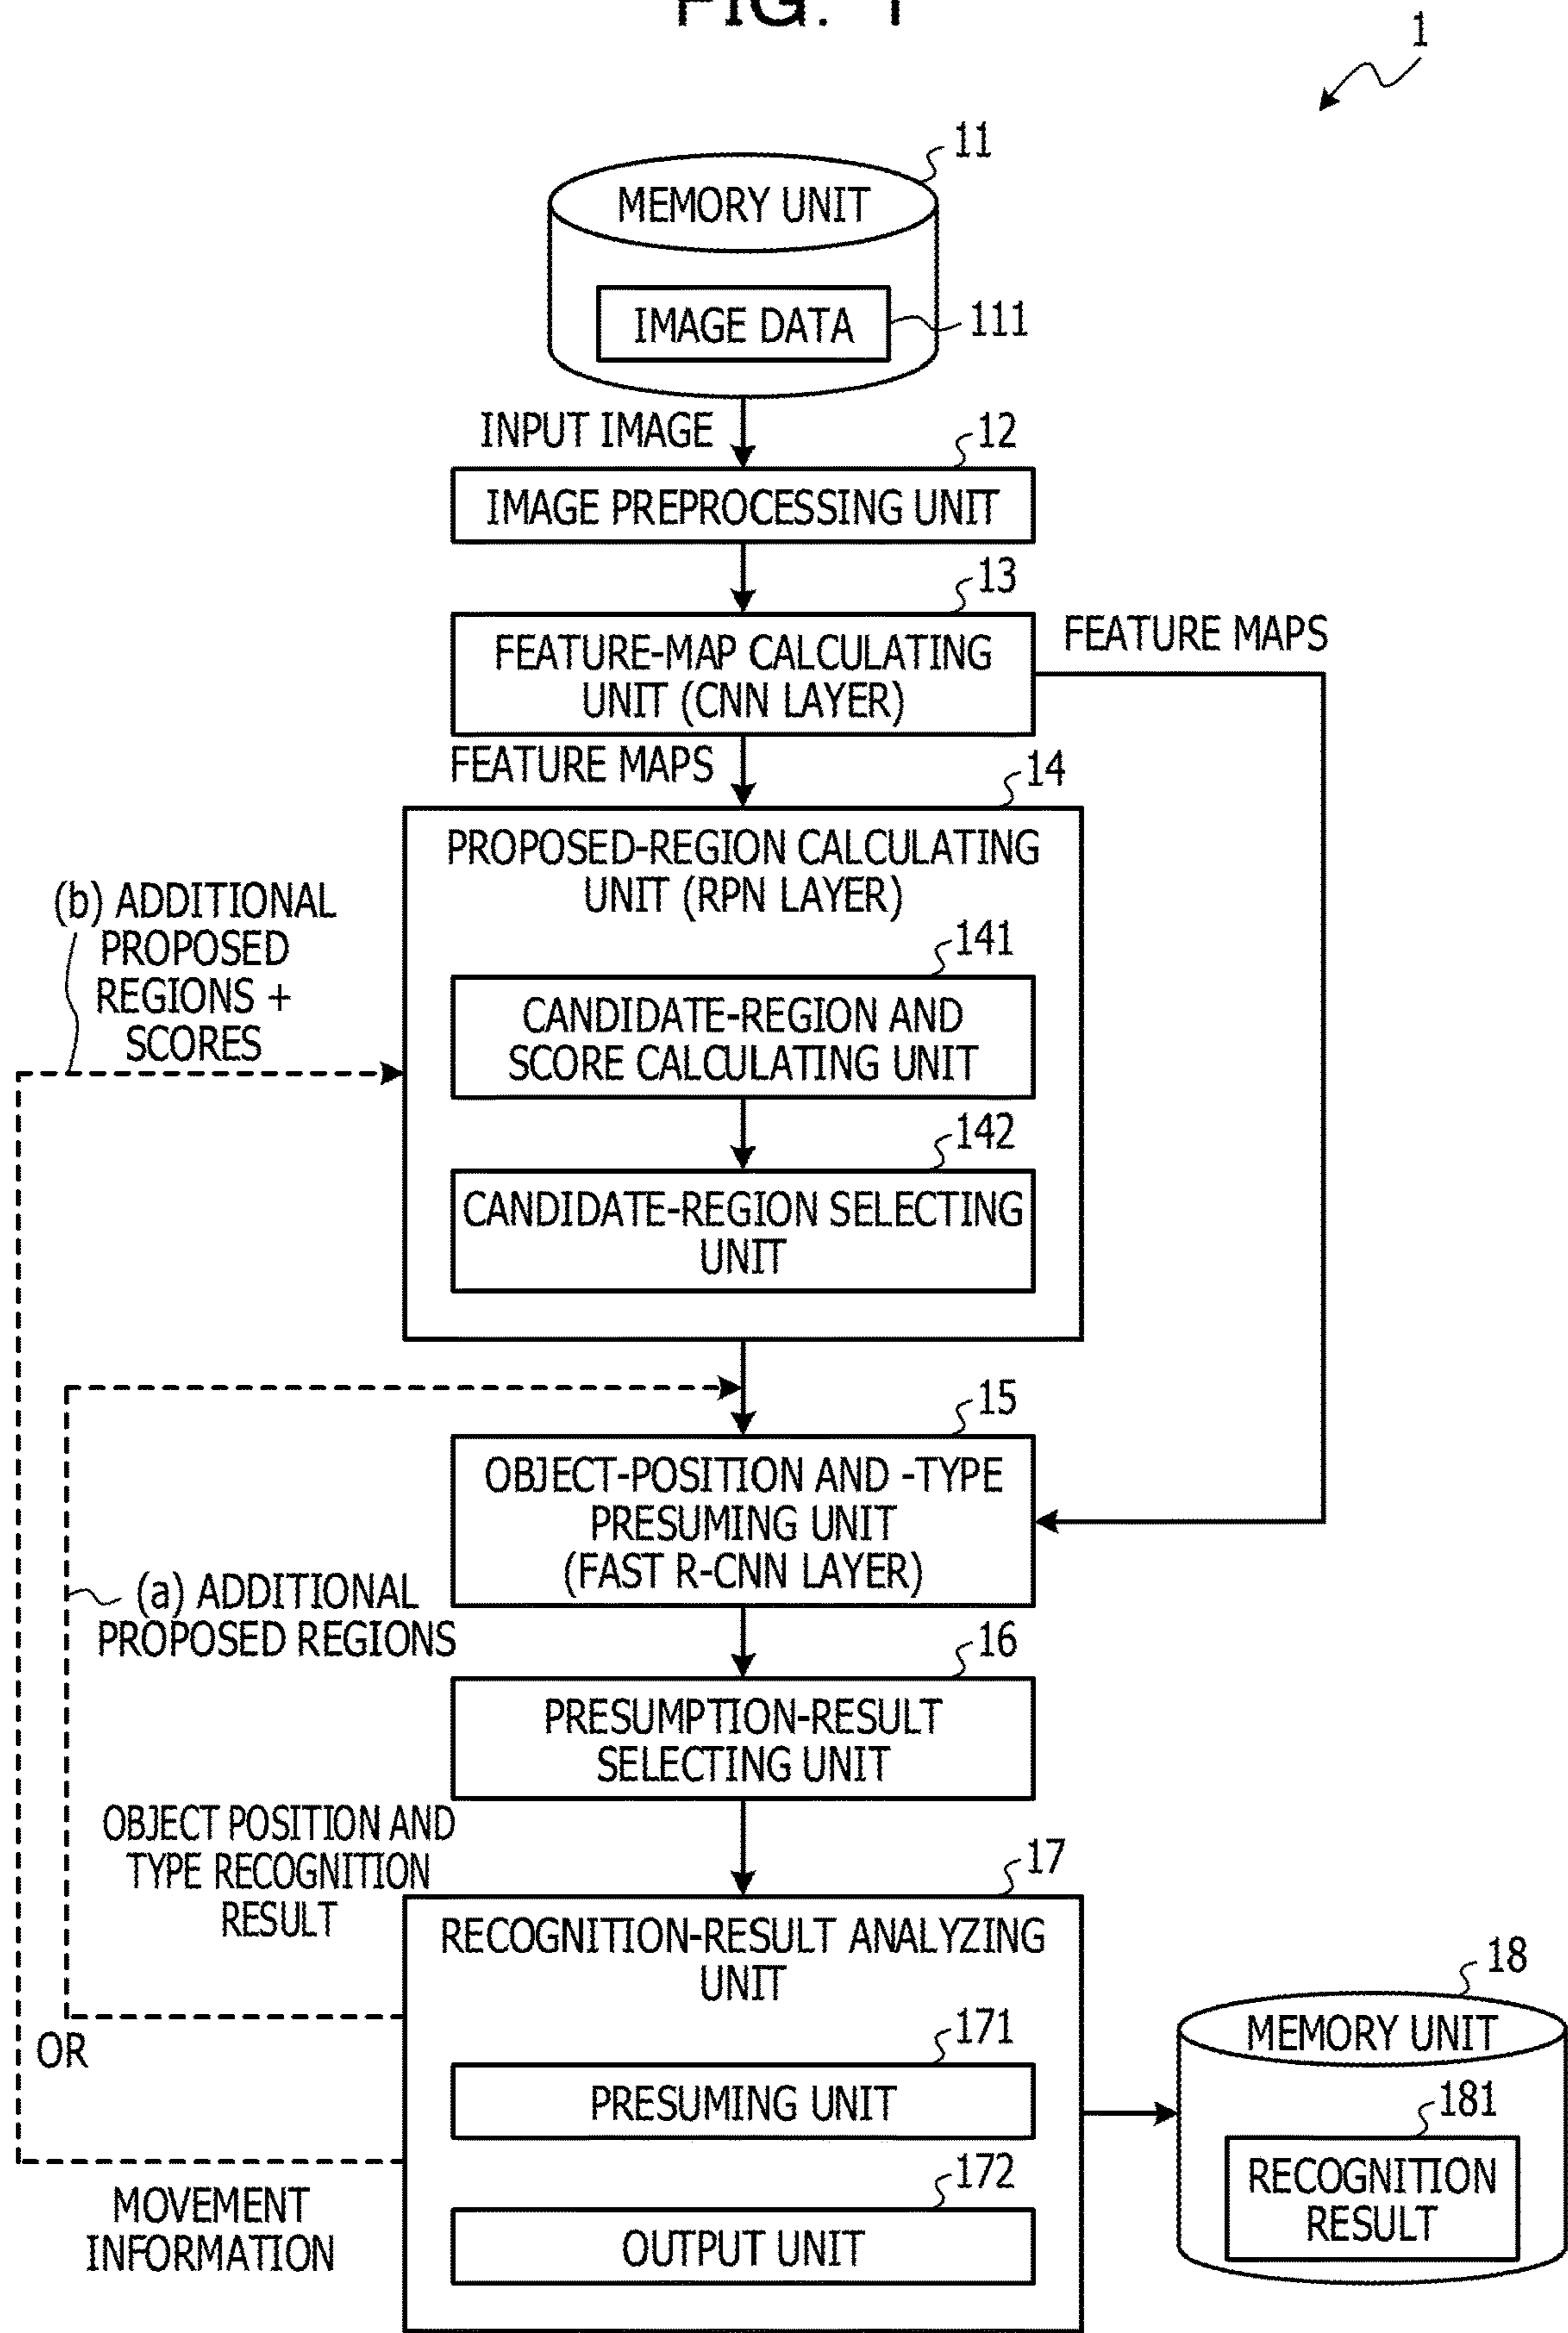 FIG. 1
1
11
MEMORY UNIT
IMAGE DATA
111
INPUT IMAGE
12
IMAGE PREPROCESSING UNIT
13
FEATURE-MAP CALCULATING
UNIT (CNN LAYER)
FEATURE MAPS
FEATURE MAPS
14
PROPOSED-REGION CALCULATING
UNIT (RPN LAYER)
(b) ADDITIONAL
PROPOSED
REGIONS +
SCORES
141
CANDIDATE-REGION AND
SCORE CALCULATING UNIT
142
CANDIDATE-REGION SELECTING
UNIT
15
OBJECT-POSITION AND -TYPE
PRESUMING UNIT
(FAST R-CNN LAYER)
(a) ADDITIONAL
PROPOSED REGIONS
16
PRESUMPTION-RESULT
SELECTING UNIT
OBJECT POSITION AND
TYPE RECOGNITION
RESULT
17
RECOGNITION-RESULT ANALYZING
UNIT
OR
171
PRESUMING UNIT
172
OUTPUT UNIT
MOVEMENT
INFORMATION
18
MEMORY UNIT
181
RECOGNITION
RESULT